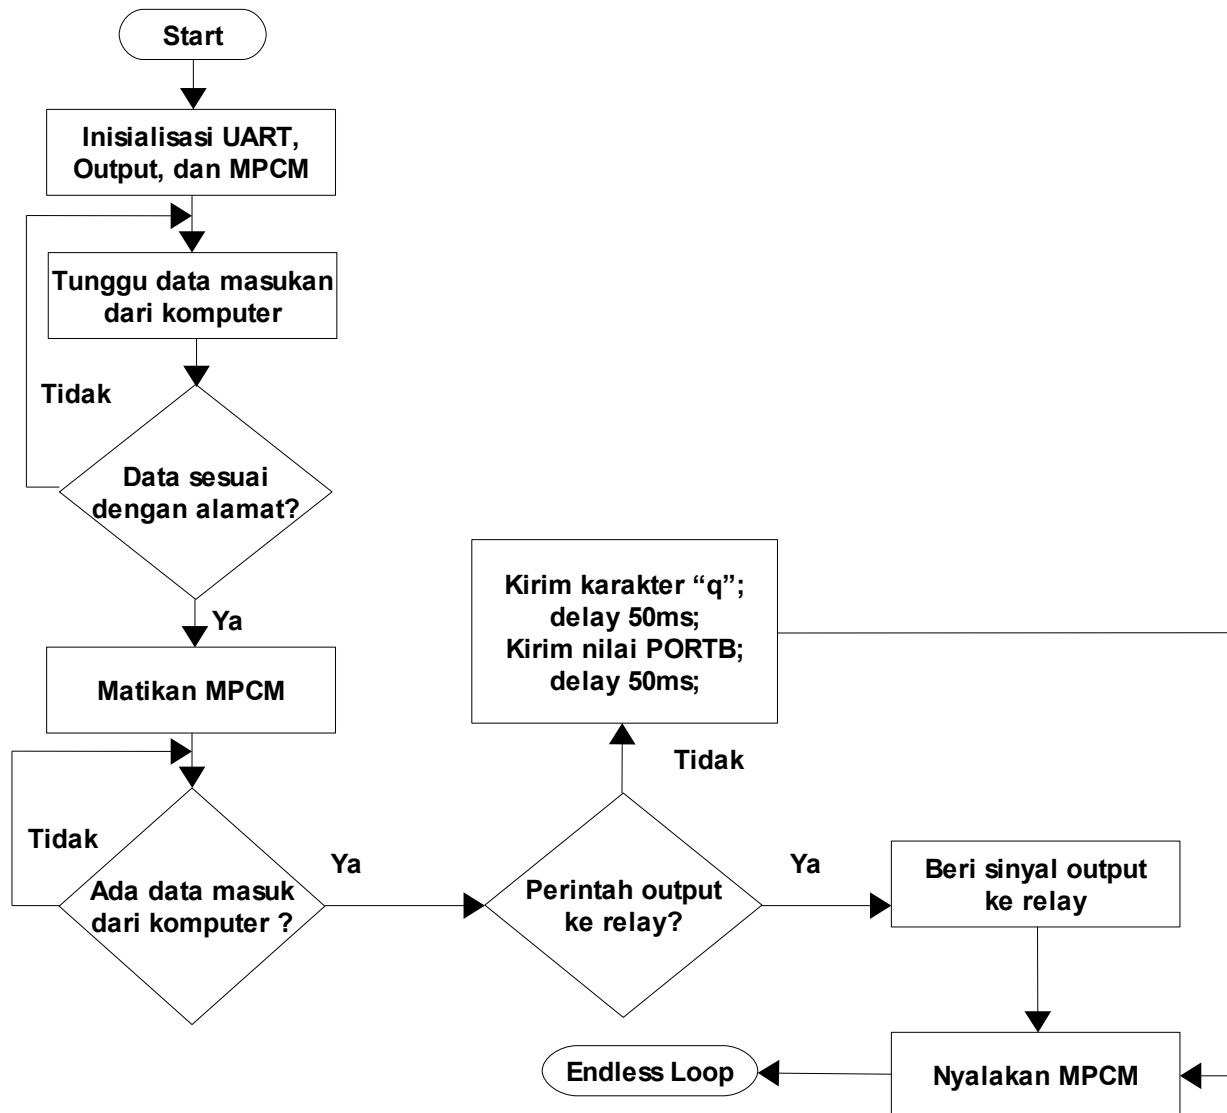 Start
Inisialisasi UART,
Output, dan MPCM
Tunggu data masukan
dari komputer
Tidak
Data sesuai
dengan alamat?
Ya
Matikan MPCM
Tidak
Ada data masuk
dari komputer ?
Ya
Perintah output
ke relay?
Tidak
Kirim karakter “q”;
delay 50ms;
Kirim nilai PORTB;
delay 50ms;
Ya
Beri sinyal output
ke relay
Nyalakan MPCM
Endless Loop